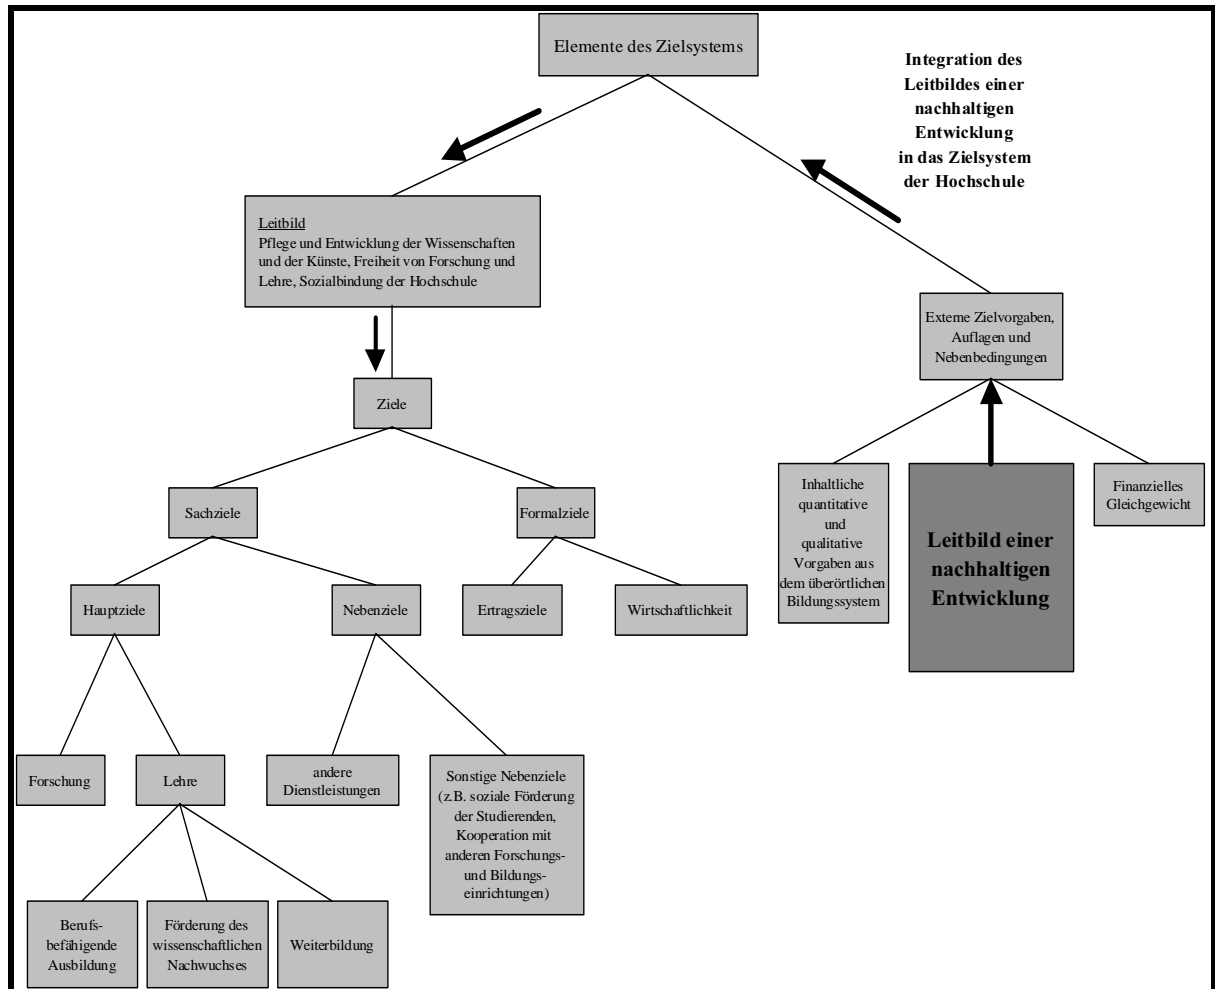 Elemente des Zielsystems
Integration des
Leitbildes einer
nachhaltigen
Entwicklung
in das Zielsystem
der Hochschule
Leitbild
Pflege und Entwicklung der Wissenschaften
und der Künste, Freiheit von Forschung und
Lehre, Sozialbindung der Hochschule
Externe Zielvorgaben,
Auflagen und
Nebenbedingungen
Ziele
Sachziele
Formalziele
Inhaltliche
quantitative
und
qualitative
Vorgaben aus
dem überörtlichen
Bildungssystem
Leitbild einer
nachhaltigen
Entwicklung
Finanzielles
Gleichgewicht
Hauptziele
Nebenziele
Ertragsziele
Wirtschaftlichkeit
Forschung
Lehre
andere
Dienstleistungen
Sonstige Nebenziele
(z.B. soziale Förderung
der Studierenden,
Kooperation mit
anderen Forschungs-
und Bildungs-
einrichtungen)
Berufs-
befähigende
Ausbildung
Förderung des
wissenschaftlichen
Nachwuchses
Weiterbildung